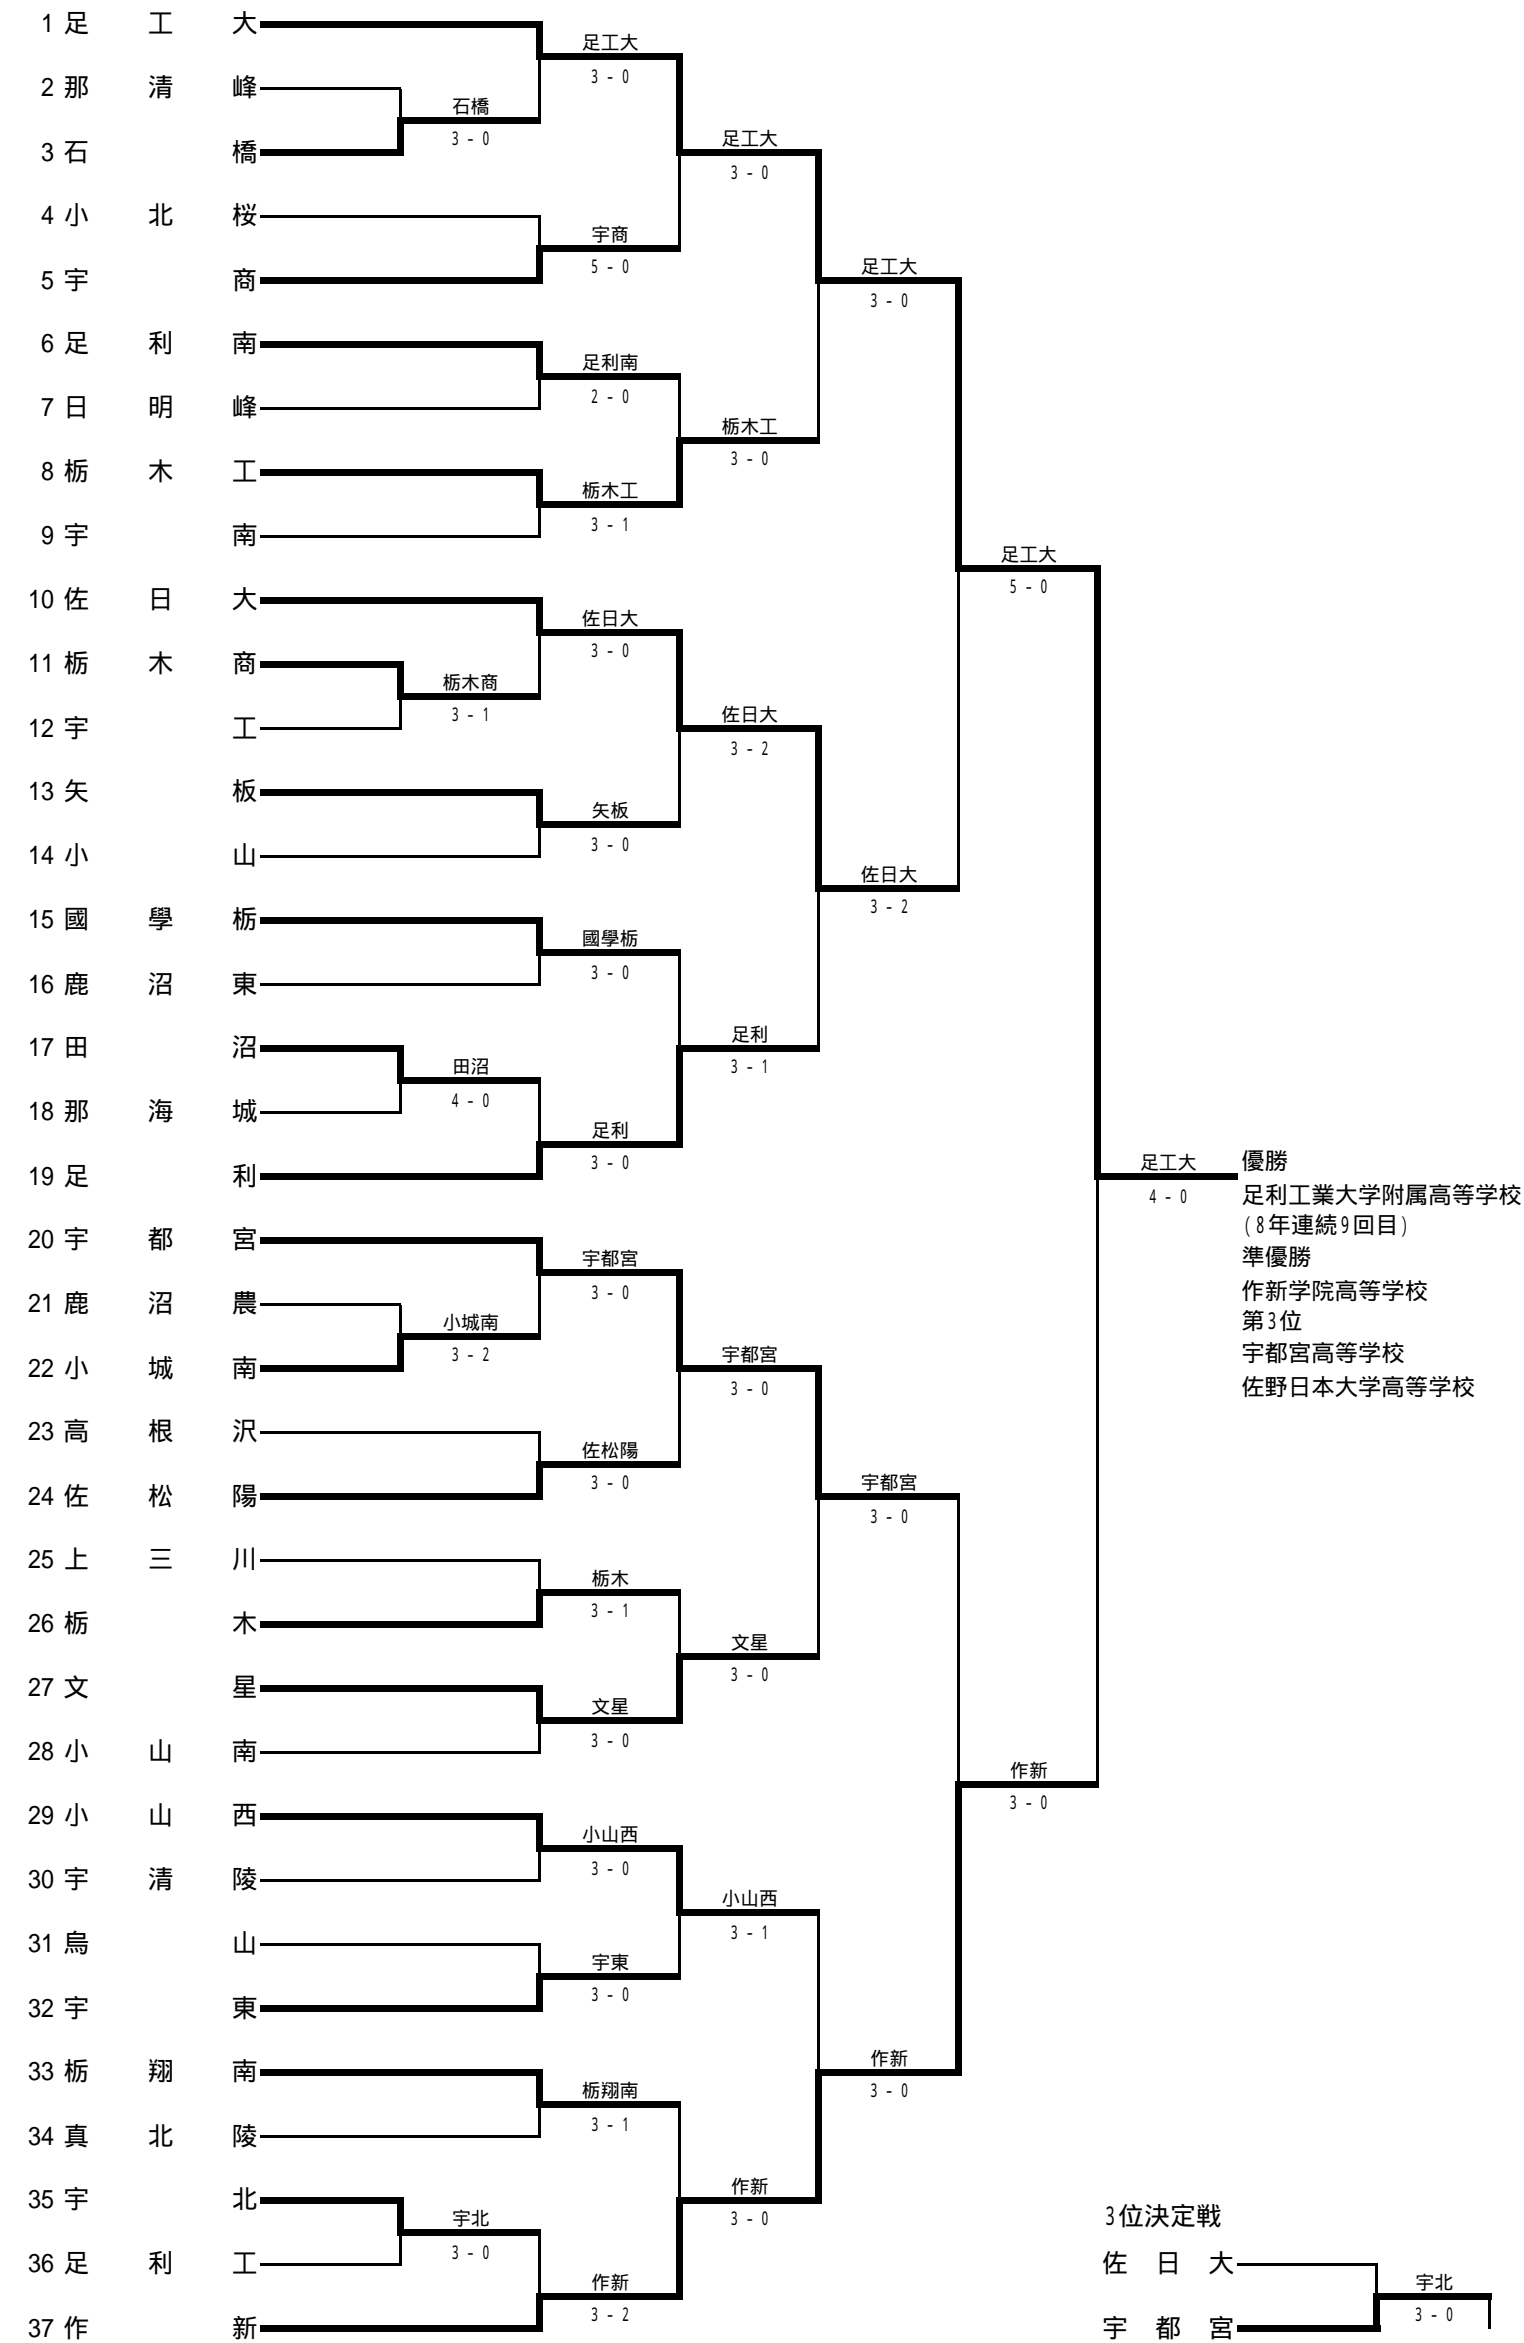 1 足工大
2 那清峰
3 石橋
4 小北桜
5 宇商
6 足利南
7 日明峰
8 栃木工
9 宇南
10 佐日大
11 栃木商
12 宇工
13 矢板
14 小山
15 國學栃
16 鹿沼東
17 田沼
18 那海城
19 足利
20 宇都宮
21 鹿沼農
22 小城南
23 高根沢
24 佐松陽
25 上三川
26 栃木
27 文星
28 小山南
29 小山西
30 宇清陵
31 烏山
32 宇東
33 栃翔南
34 真北陵
35 宇北
36 足利工
37 作新
石橋
3 - 0
栃木商
3 - 1
田沼
4 - 0
小城南
3 - 2
宇北
3 - 0
足工大
3 - 0
宇商
5 - 0
足利南
2 - 0
栃木工
3 - 1
佐日大
3 - 0
矢板
3 - 0
國學栃
3 - 0
足利
3 - 0
宇都宮
3 - 0
佐松陽
3 - 0
栃木
3 - 1
文星
3 - 0
小山西
3 - 0
宇東
3 - 0
栃翔南
3 - 1
作新
3 - 2
足工大
3 - 0
栃木工
3 - 0
佐日大
3 - 2
足利
3 - 1
宇都宮
3 - 0
文星
3 - 0
小山西
3 - 1
作新
3 - 0
足工大
3 - 0
佐日大
3 - 2
宇都宮
3 - 0
作新
3 - 0
足工大
5 - 0
作新
3 - 0
足工大
4 - 0
優勝
足利工業大学附属高等学校
(8年連続9回目)
準優勝
作新学院高等学校
第3位
宇都宮高等学校
佐野日本大学高等学校
3位決定戦
佐日大
宇都宮
宇北
3 - 0